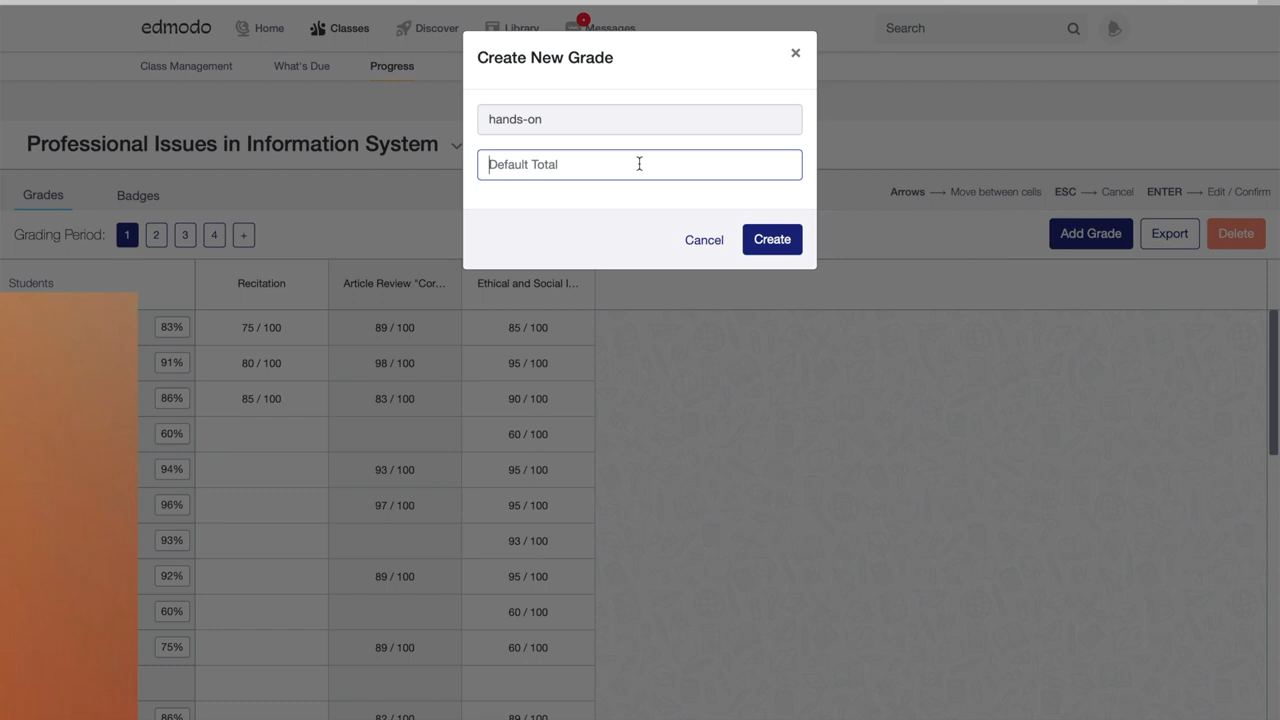 edmodo
Home
Classes
Discover
Library
Messages
Search
Class Management
What's Due
Progress
Create New Grade
×
hands-on
Default Total
Cancel
Create
Professional Issues in Information System
Grades
Badges
Arrows → Move between cells ESC → Cancel ENTER → Edit / Confirm
Grading Period: 1 2 3 4 +
Add Grade
Export
Delete
Students Recitation Article Review "Cor... Ethical and Social I...
83% 75 / 100 89 / 100 85 / 100
91% 80 / 100 98 / 100 95 / 100
86% 85 / 100 83 / 100 90 / 100
60% 60 / 100
94% 93 / 100 95 / 100
96% 97 / 100 95 / 100
93% 93 / 100
92% 89 / 100 95 / 100
60% 60 / 100
75% 89 / 100 60 / 100
86% 82 / 100 89 / 100